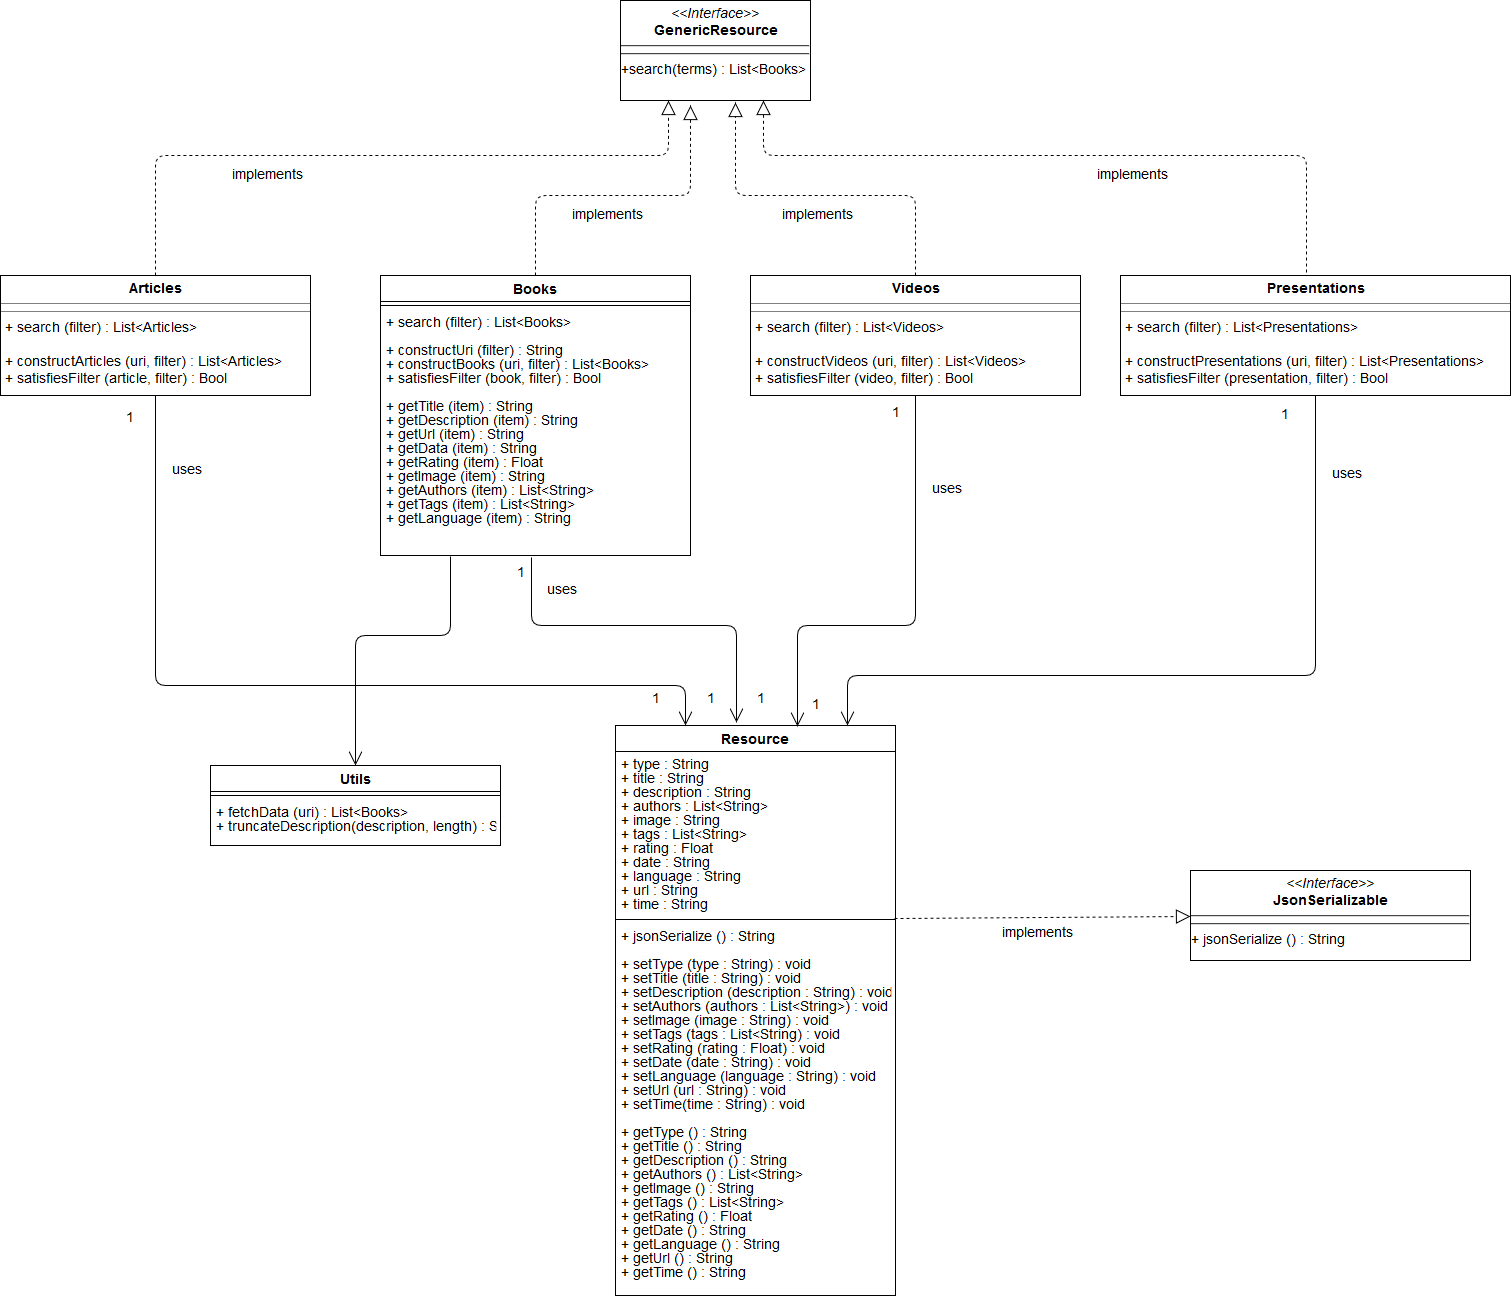 <<Interface>>
GenericResource
+search(terms) : List<Books>
implements
implements
implements
implements
Articles
+ search (filter) : List<Articles>
+ constructArticles (uri, filter) : List<Articles>
+ satisfiesFilter (article, filter) : Bool
Books
+ search (filter) : List<Books>
+ constructUri (filter) : String
+ constructBooks (uri, filter) : List<Books>
+ satisfiesFilter (book, filter) : Bool
+ getTitle (item) : String
+ getDescription (item) : String
+ getUrl (item) : String
+ getData (item) : String
+ getRating (item) : Float
+ getImage (item) : String
+ getAuthors (item) : List<String>
+ getTags (item) : List<String>
+ getLanguage (item) : String
Videos
+ search (filter) : List<Videos>
+ constructVideos (uri, filter) : List<Videos>
+ satisfiesFilter (video, filter) : Bool
Presentations
+ search (filter) : List<Presentations>
+ constructPresentations (uri, filter) : List<Presentations>
+ satisfiesFilter (presentation, filter) : Bool
1
uses
1
uses
1
uses
1
uses
1
1
1
1
Utils
+ fetchData (uri) : List<Books>
+ truncateDescription(description, length) : S
Resource
+ type : String
+ title : String
+ description : String
+ authors : List<String>
+ image : String
+ tags : List<String>
+ rating : Float
+ date : String
+ language : String
+ url : String
+ time : String
+ jsonSerialize () : String
+ setType (type : String) : void
+ setTitle (title : String) : void
+ setDescription (description : String) : void
+ setAuthors (authors : List<String>) : void
+ setImage (image : String) : void
+ setTags (tags : List<String) : void
+ setRating (rating : Float) : void
+ setDate (date : String) : void
+ setLanguage (language : String) : void
+ setUrl (url : String) : void
+ setTime(time : String) : void
+ getType () : String
+ getTitle () : String
+ getDescription () : String
+ getAuthors () : List<String>
+ getImage () : String
+ getTags () : List<String>
+ getRating () : Float
+ getDate () : String
+ getLanguage () : String
+ getUrl () : String
+ getTime () : String
implements
<<Interface>>
JsonSerializable
+ jsonSerialize () : String